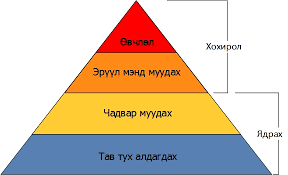 Өвчлөл
Хохирол
Эрүүл мэнд муудах
Чадвар муудах
Ядрах
Тав тух алдагдах